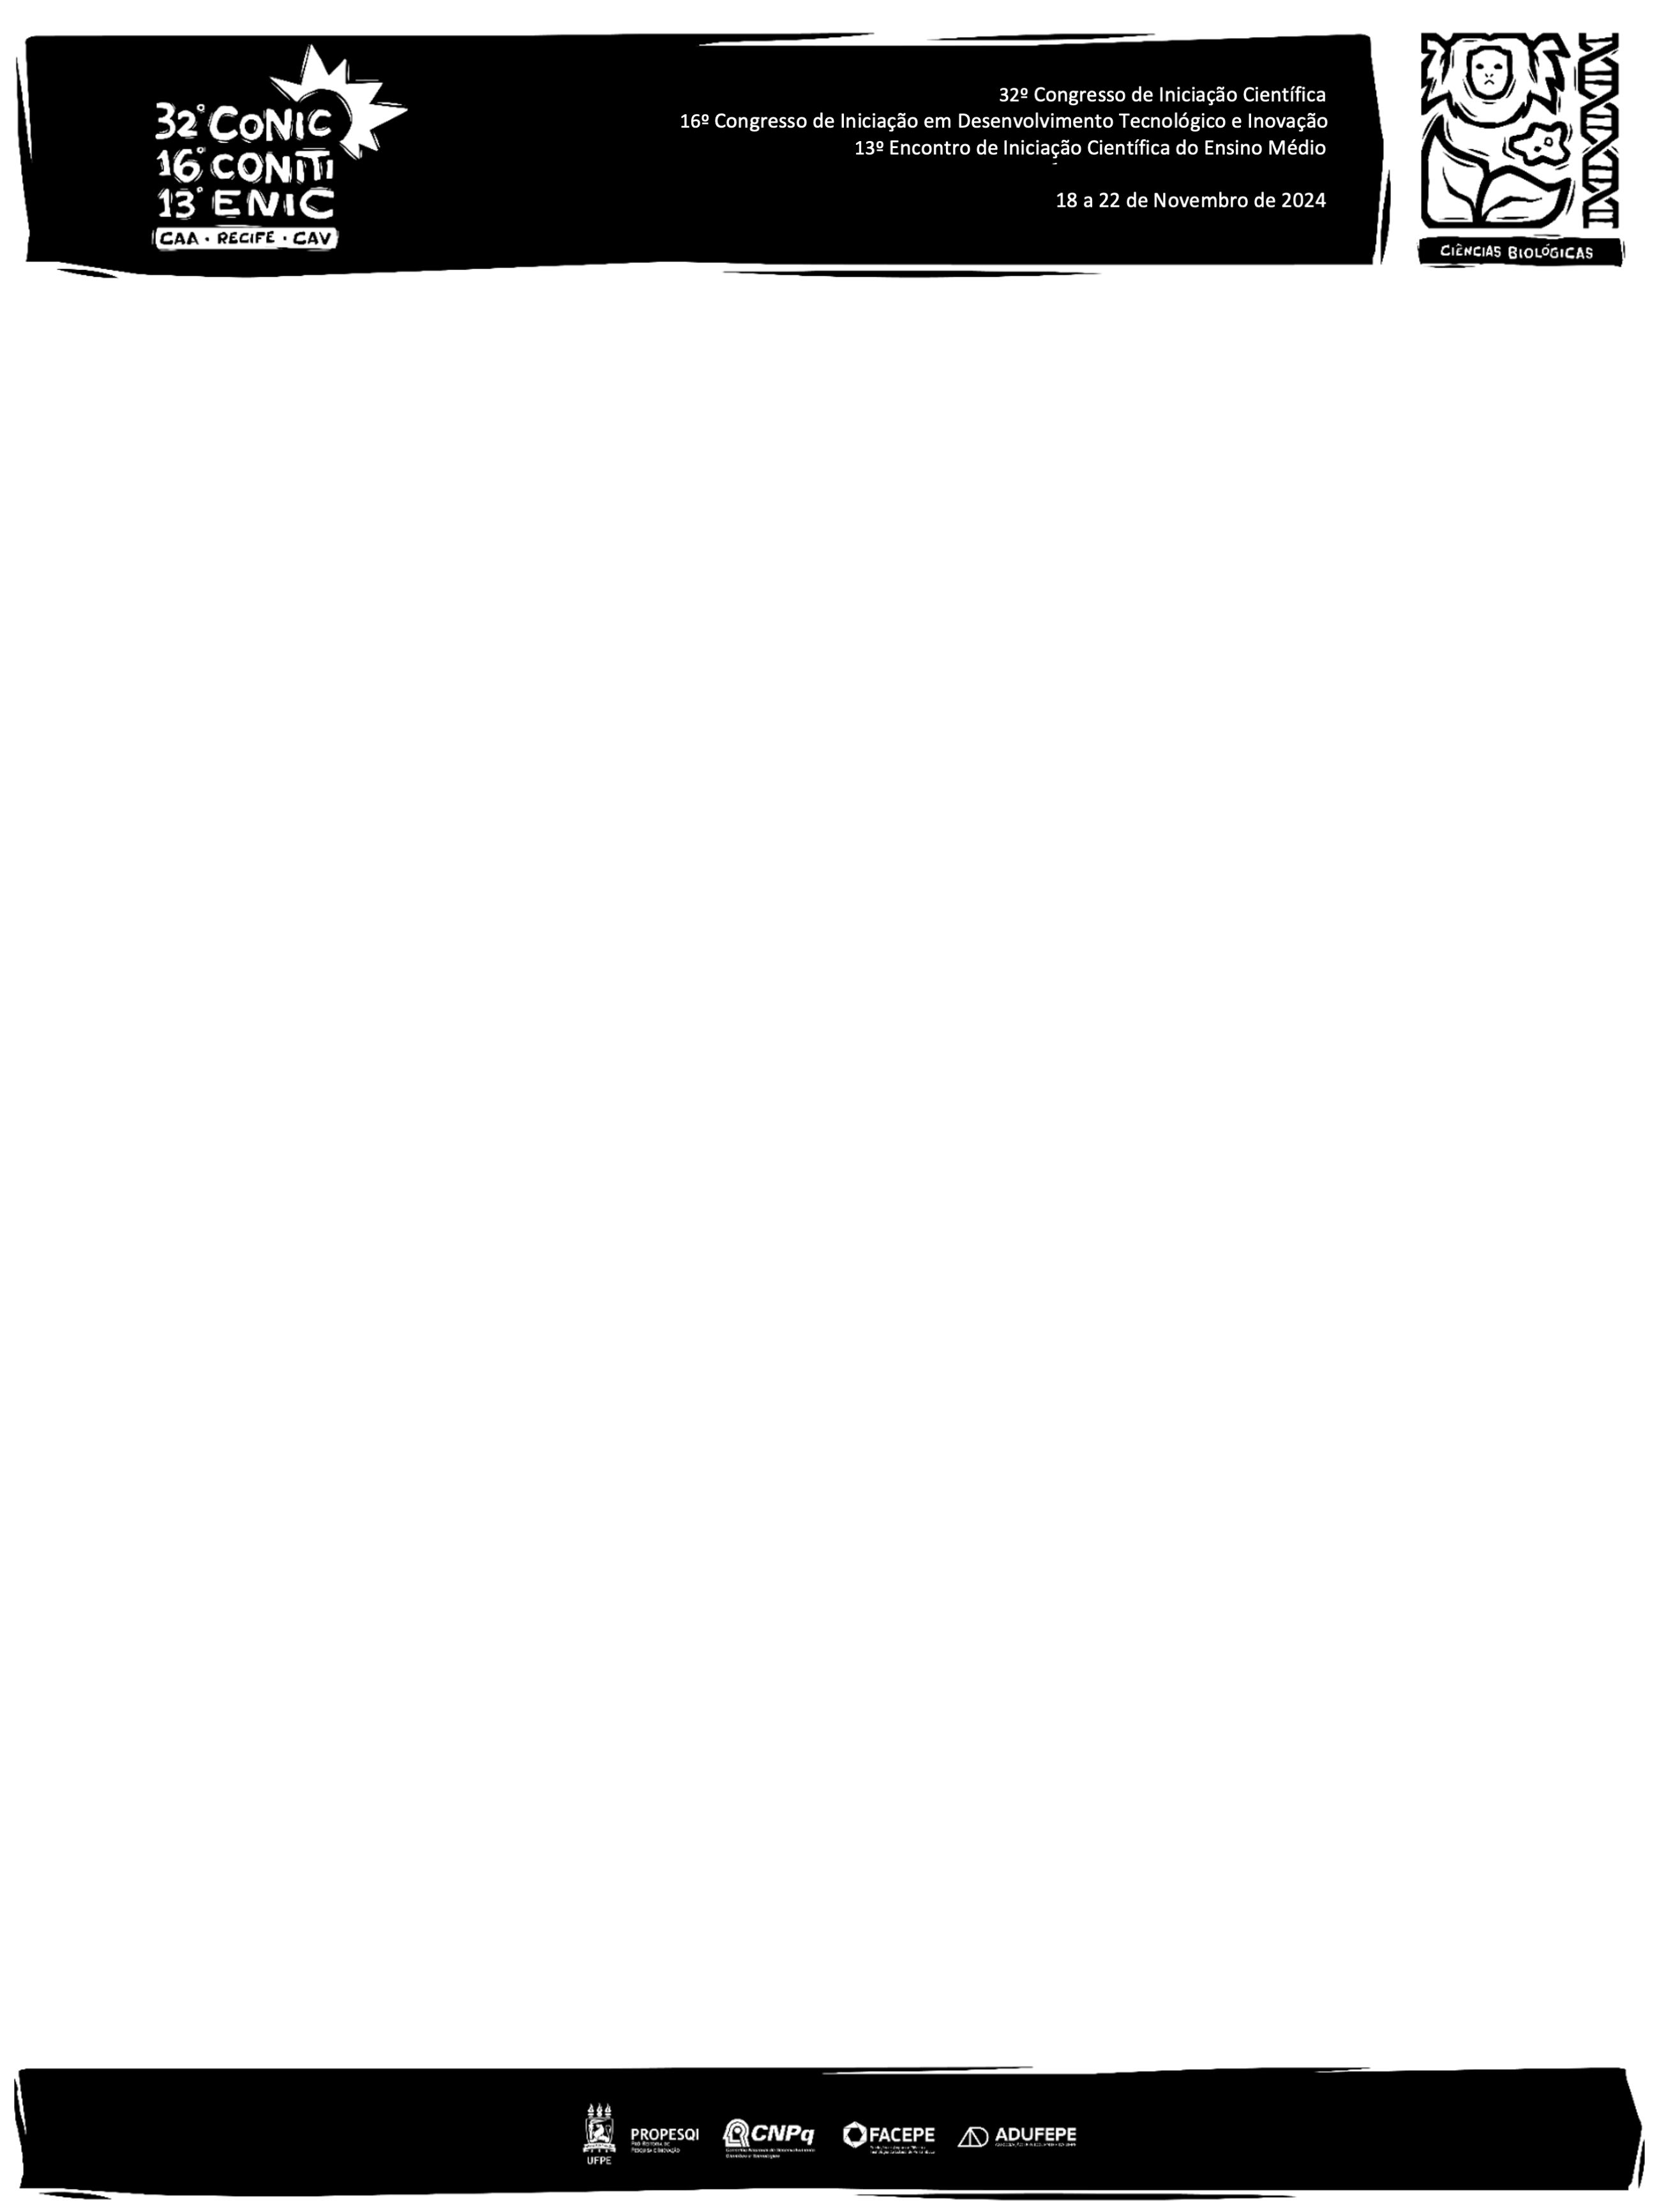 32º CONIC
16º CONITI
13º ENIC
CAA · RECIFE · CAV
32º Congresso de Iniciação Científica
16º Congresso de Iniciação em Desenvolvimento Tecnológico e Inovação
13º Encontro de Iniciação Científica do Ensino Médio
18 a 22 de Novembro de 2024
CIÊNCIAS BIOLÓGICAS
UFPE
PROPESQI
CNPq
FACEPE
ADUFEPE